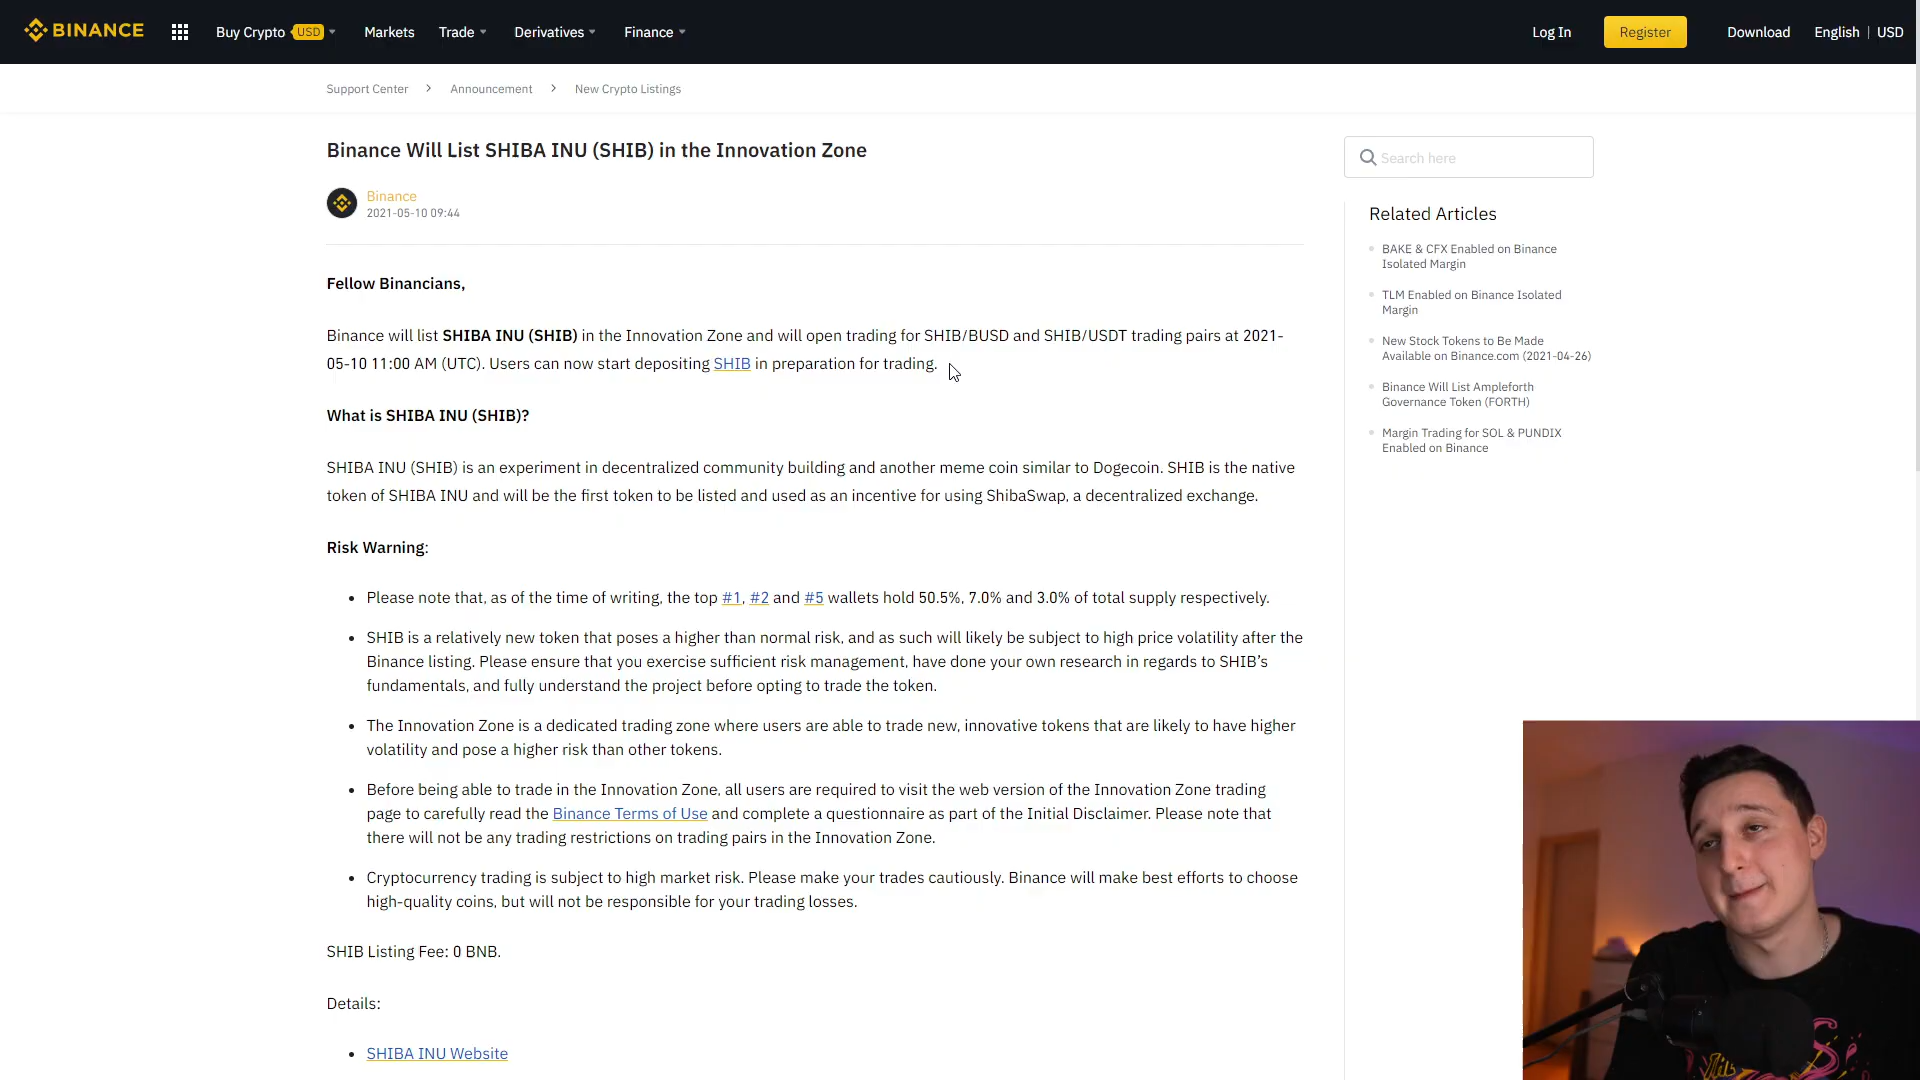 BINANCE
Buy Crypto USD
Markets
Trade
Derivatives
Finance
Log In
Register
Download
English | USD
Support Center > Announcement > New Crypto Listings
Binance Will List SHIBA INU (SHIB) in the Innovation Zone
Binance
2021-05-10 09:44
Fellow Binancians,
Binance will list SHIBA INU (SHIB) in the Innovation Zone and will open trading for SHIB/BUSD and SHIB/USDT trading pairs at 2021-
05-10 11:00 AM (UTC). Users can now start depositing SHIB in preparation for trading.
What is SHIBA INU (SHIB)?
SHIBA INU (SHIB) is an experiment in decentralized community building and another meme coin similar to Dogecoin. SHIB is the native
token of SHIBA INU and will be the first token to be listed and used as an incentive for using ShibaSwap, a decentralized exchange.
Risk Warning:
• Please note that, as of the time of writing, the top #1, #2 and #5 wallets hold 50.5%, 7.0% and 3.0% of total supply respectively.
• SHIB is a relatively new token that poses a higher than normal risk, and as such will likely be subject to high price volatility after the
Binance listing. Please ensure that you exercise sufficient risk management, have done your own research in regards to SHIB's
fundamentals, and fully understand the project before opting to trade the token.
• The Innovation Zone is a dedicated trading zone where users are able to trade new, innovative tokens that are likely to have higher
volatility and pose a higher risk than other tokens.
• Before being able to trade in the Innovation Zone, all users are required to visit the web version of the Innovation Zone trading
page to carefully read the Binance Terms of Use and complete a questionnaire as part of the Initial Disclaimer. Please note that
there will not be any trading restrictions on trading pairs in the Innovation Zone.
• Cryptocurrency trading is subject to high market risk. Please make your trades cautiously. Binance will make best efforts to choose
high-quality coins, but will not be responsible for your trading losses.
SHIB Listing Fee: 0 BNB.
Details:
• SHIBA INU Website
Search here
Related Articles
BAKE & CFX Enabled on Binance
Isolated Margin
TLM Enabled on Binance Isolated
Margin
New Stock Tokens to Be Made
Available on Binance.com (2021-04-26)
Binance Will List Ampleforth
Governance Token (FORTH)
Margin Trading for SOL & PUNDIX
Enabled on Binance